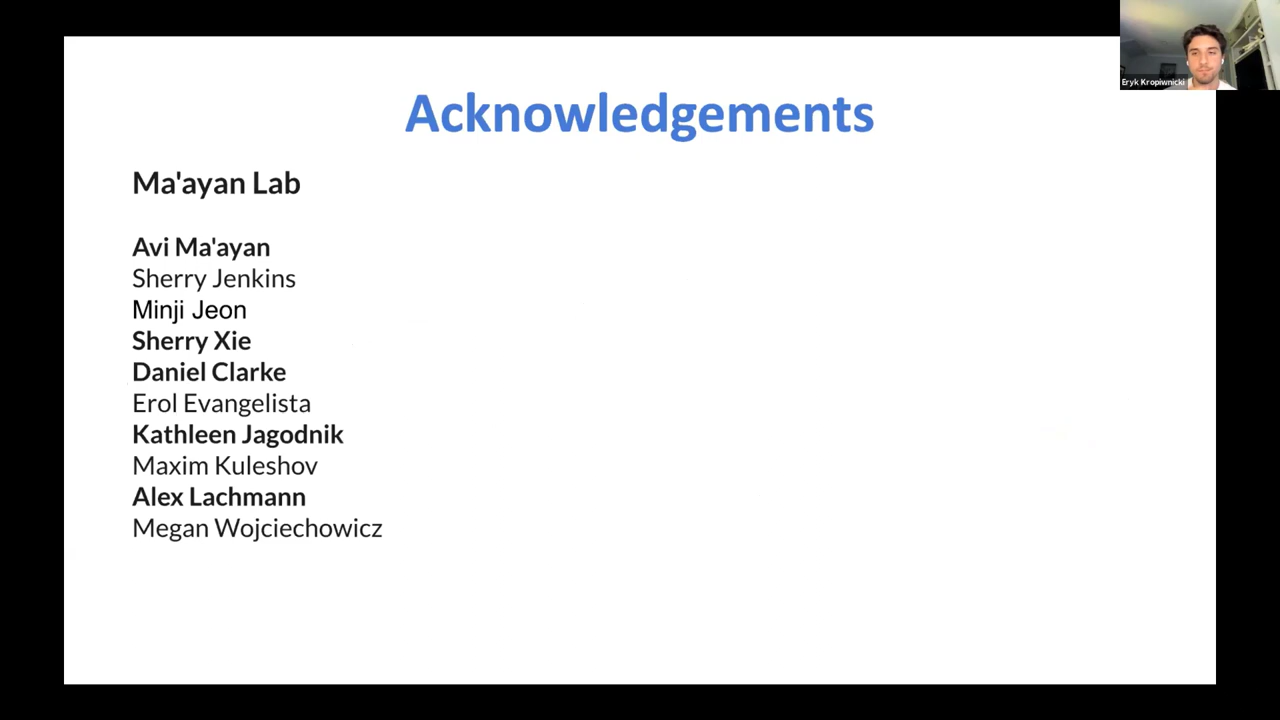 Eryk Kropiwnicki
Acknowledgements
Ma'ayan Lab
Avi Ma'ayan
Sherry Jenkins
Minji Jeon
Sherry Xie
Daniel Clarke
Erol Evangelista
Kathleen Jagodnik
Maxim Kuleshov
Alex Lachmann
Megan Wojciechowicz